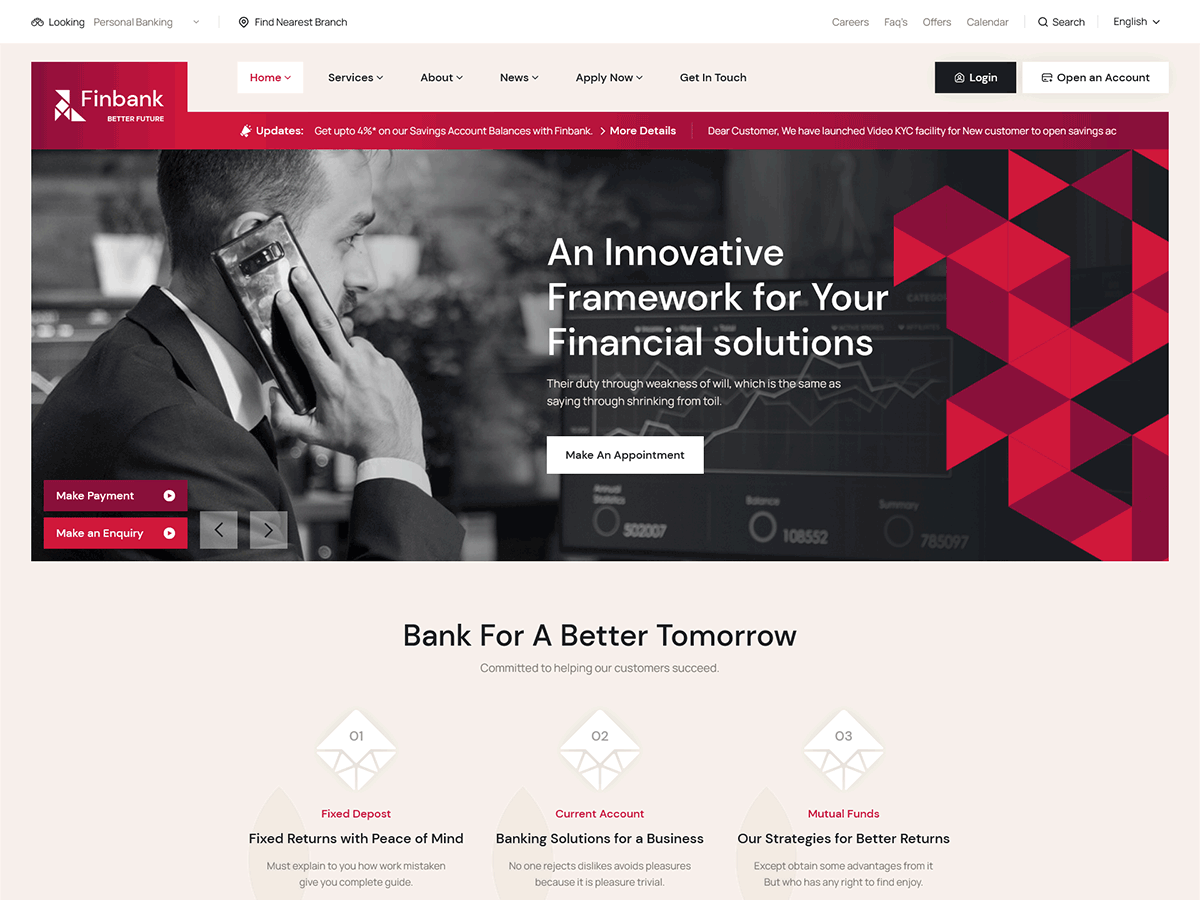 Looking Personal Banking
Find Nearest Branch
Careers Faq's Offers Calendar
Search
English
Finbank
BETTER FUTURE
Home Services About News Apply Now Get In Touch
Login
Open an Account
Updates: Get upto 4%* on our Savings Account Balances with Finbank. More Details
Dear Customer, We have launched Video KYC facility for New customer to open savings ac
An Innovative
Framework for Your
Financial solutions
Their duty through weakness of will, which is the same as
saying through shrinking from toil.
Make An Appointment
Annual
Statistics
502007
Balance
108552
Summary
785097
Make Payment
Make an Enquiry
Bank For A Better Tomorrow
Committed to helping our customers succeed.
01
Fixed Depost
Fixed Returns with Peace of Mind
Must explain to you how work mistaken
give you complete guide.
02
Current Account
Banking Solutions for a Business
No one rejects dislikes avoids pleasures
because it is pleasure trivial.
03
Mutual Funds
Our Strategies for Better Returns
Except obtain some advantages from it
But who has any right to find enjoy.